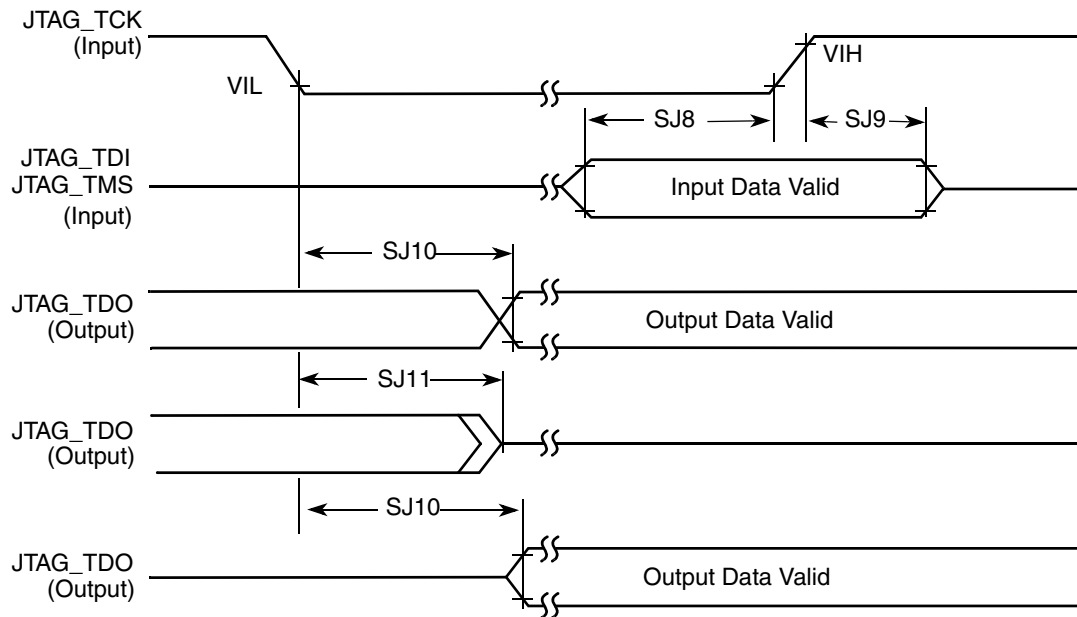 JTAG_TCK
(Input)
VIL
VIH
SJ8
SJ9
JTAG_TDI
JTAG_TMS
(Input)
Input Data Valid
SJ10
JTAG_TDO
(Output)
Output Data Valid
SJ11
JTAG_TDO
(Output)
SJ10
JTAG_TDO
(Output)
Output Data Valid